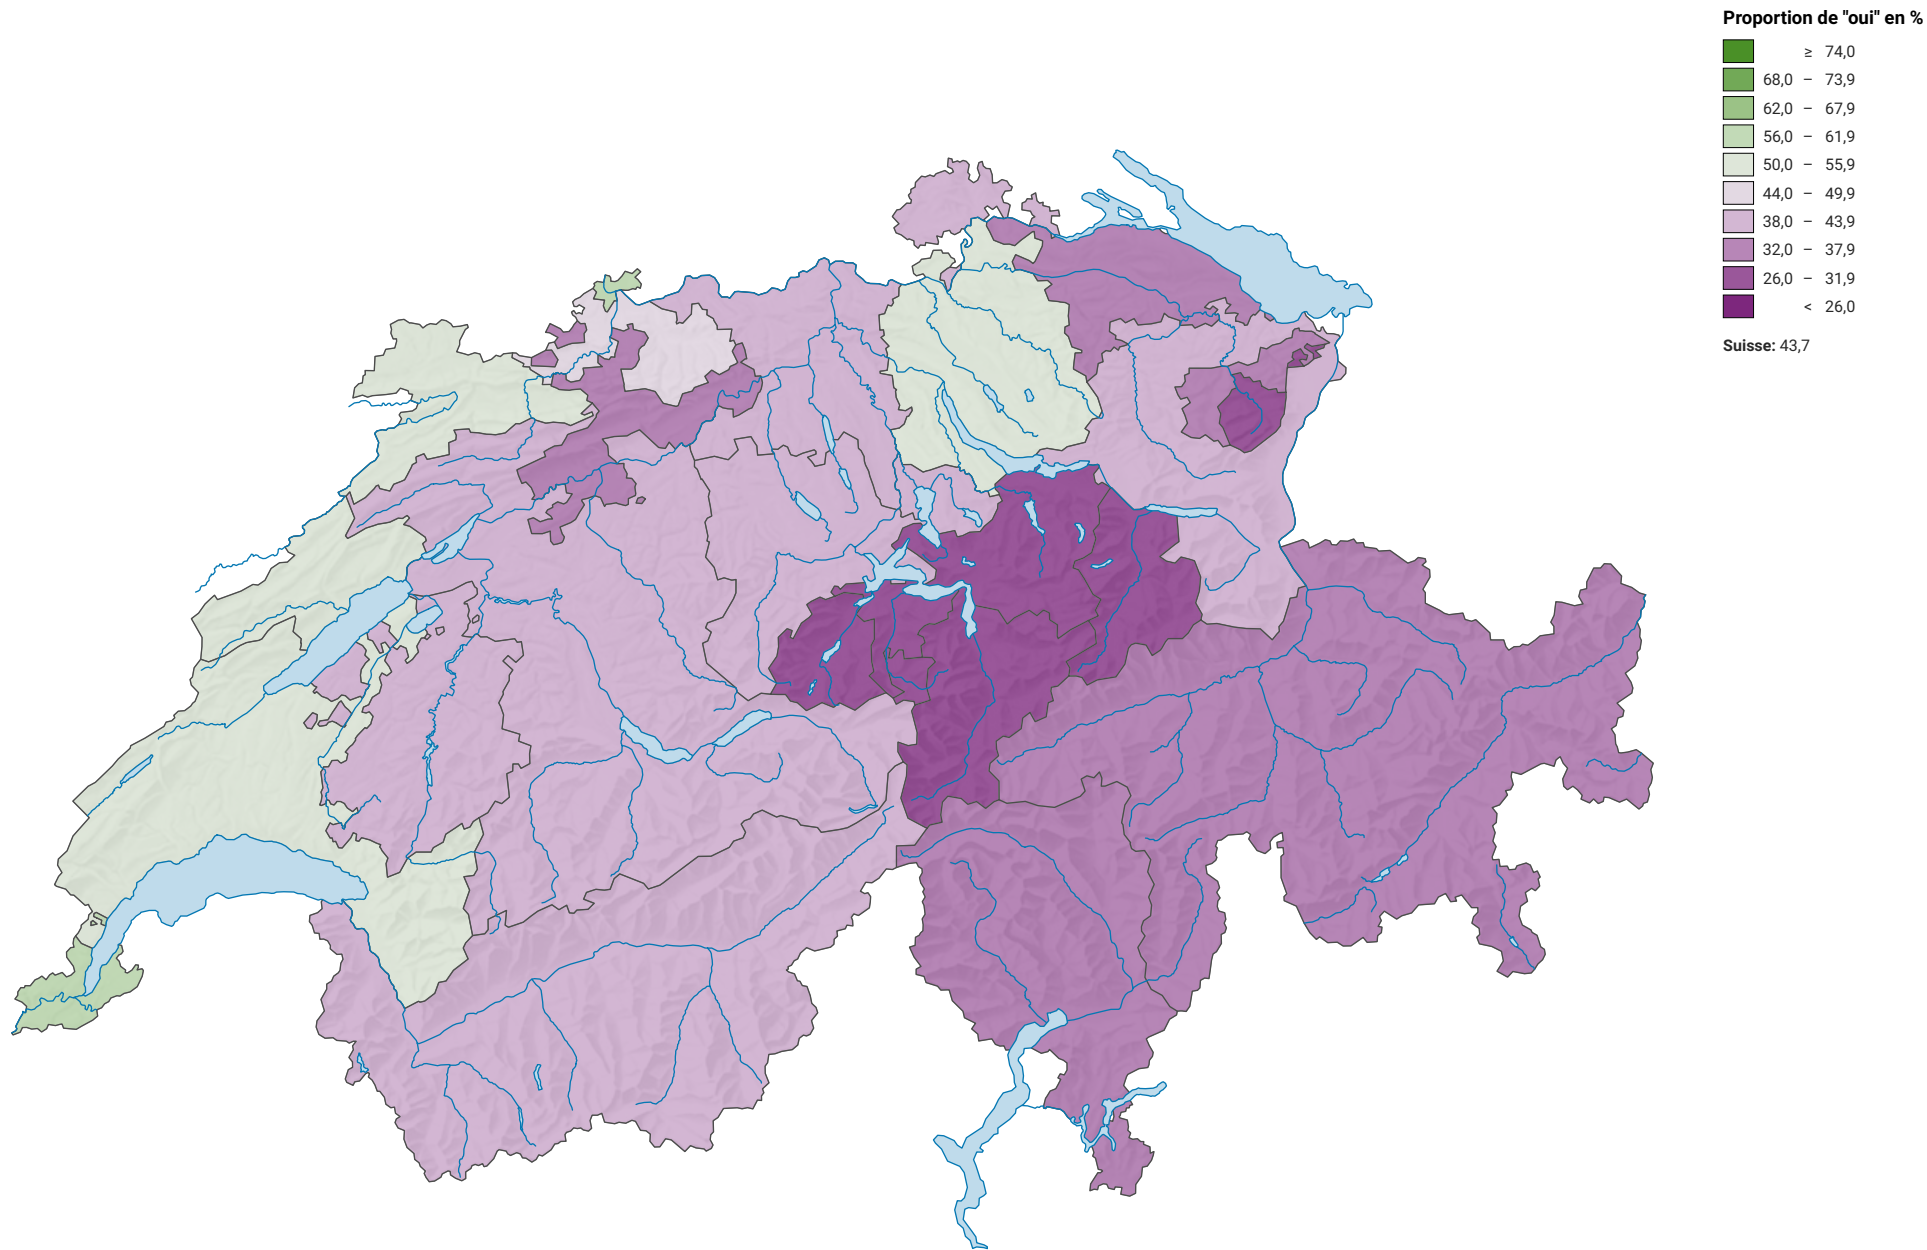 Proportion de "oui" en %
≥ 74,0
68,0 – 73,9
62,0 – 67,9
56,0 – 61,9
50,0 – 55,9
44,0 – 49,9
38,0 – 43,9
32,0 – 37,9
26,0 – 31,9
< 26,0
Suisse: 43,7